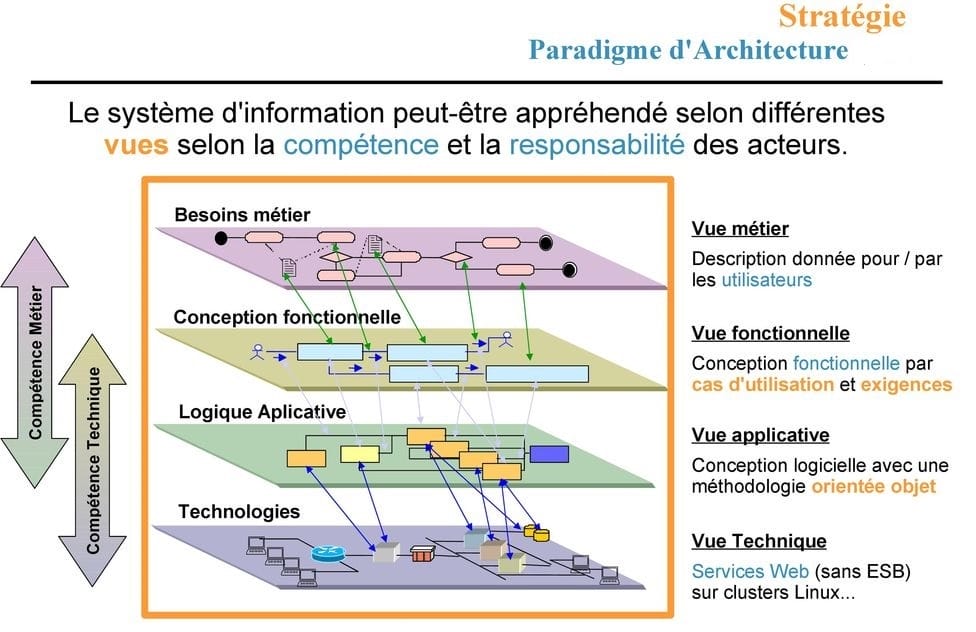 Stratégie
Paradigme d'Architecture
Le système d'information peut-être appréhendé selon différentes
vues selon la compétence et la responsabilité des acteurs.
Besoins métier
Conception fonctionnelle
Logique Aplicative
Technologies
Compétence Métier
Compétence Technique
Vue métier
Description donnée pour / par
les utilisateurs
Vue fonctionnelle
Conception fonctionnelle par
cas d'utilisation et exigences
Vue applicative
Conception logicielle avec une
méthodologie orientée objet
Vue Technique
Services Web (sans ESB)
sur clusters Linux...